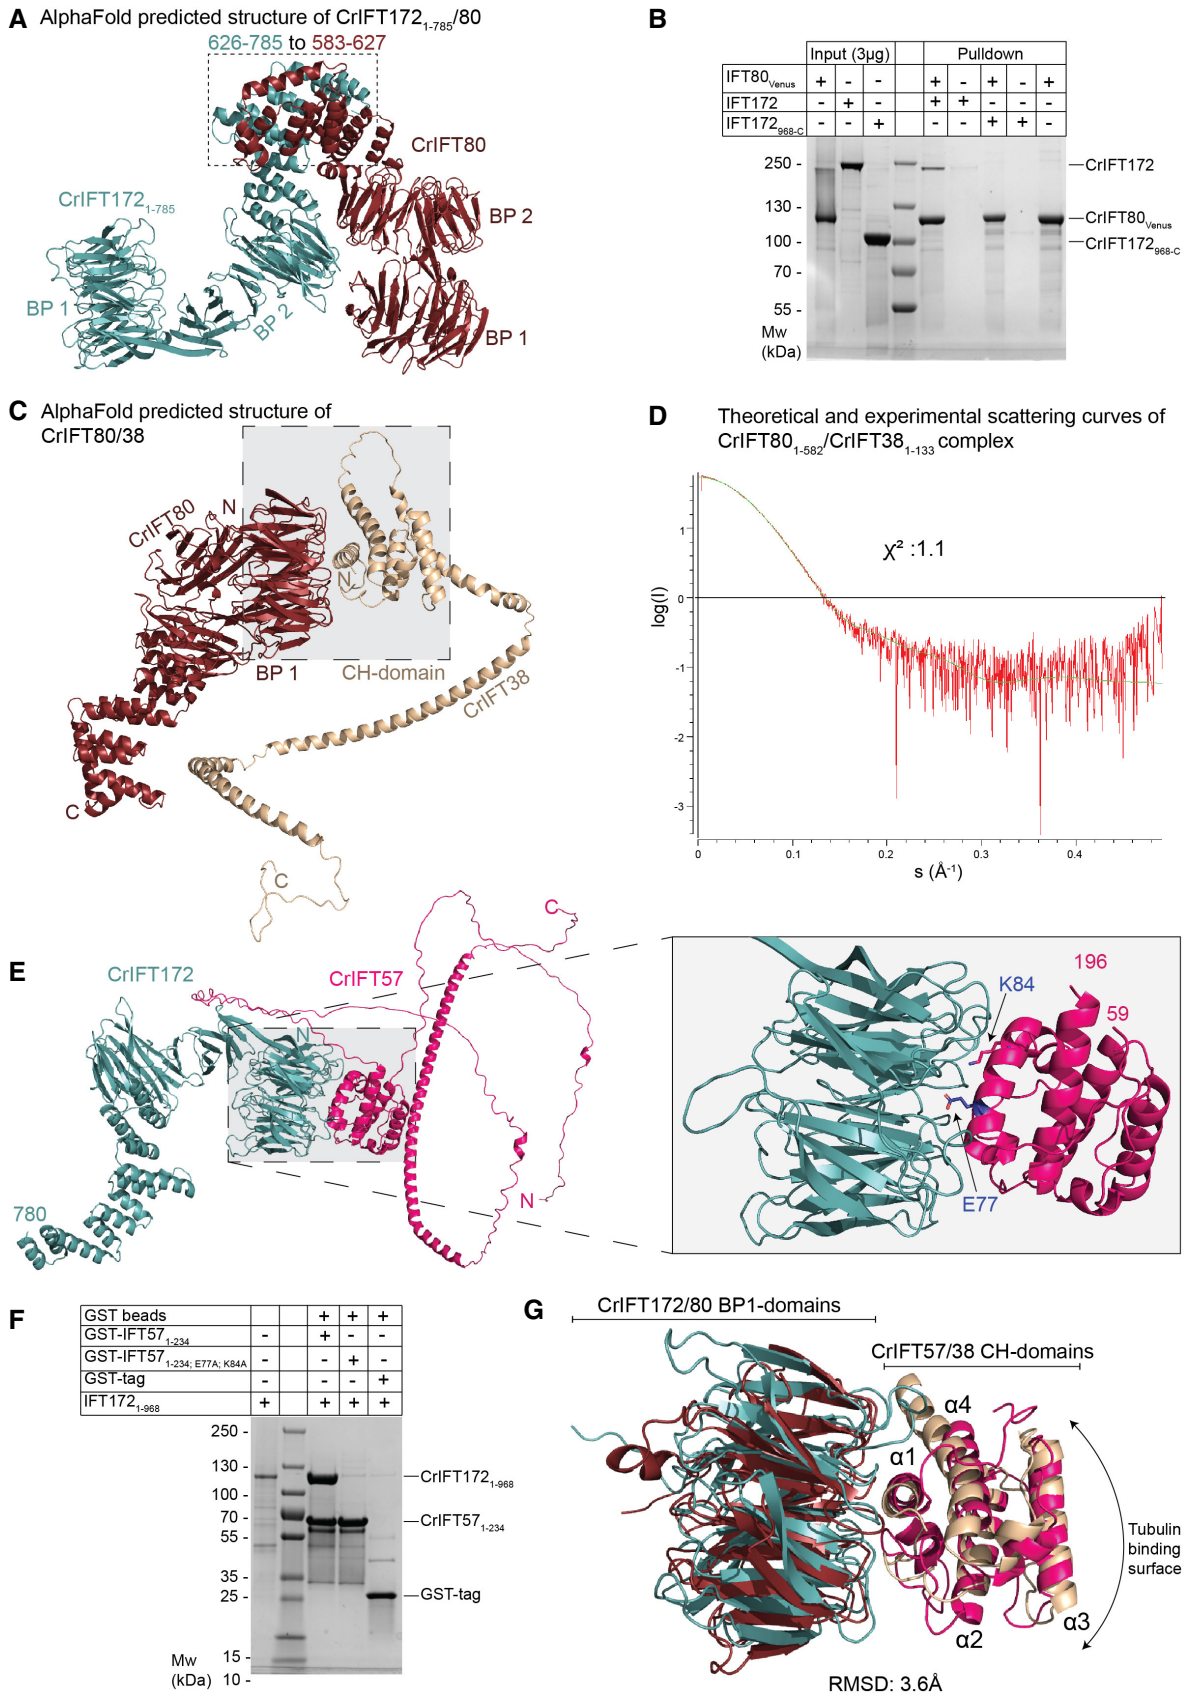 A AlphaFold predicted structure of CrIFT172₁₋₇₈₅/80
626-785 to 583-627
CrIFT80
CrIFT172₁₋₇₈₅
BP 2
BP 1
BP 2
BP 1
B
Input (3µg) Pulldown
IFT80Venus + - - + - + - +
IFT172 - + - + + - - -
IFT172968-C - - + - - + + -
250 -
130 -
100 -
70 -
55 -
Mw
(kDa)
CrIFT172
CrIFT80Venus
CrIFT172968-C
C AlphaFold predicted structure of
CrIFT80/38
CrIFT80
N
N
BP 1
CH-domain
CrIFT38
C
C
D Theoretical and experimental scattering curves of
CrIFT80₁₋₅₈₂/CrIFT38₁₋₁₃₃ complex
χ² :1.1
log(I)
1
0
-1
-2
-3
0 0.1 0.2 0.3 0.4
s (Å⁻¹)
E
CrIFT172
CrIFT57
C
N
N
780
196
K84
59
E77
F
GST beads + + +
GST-IFT57₁₋₂₃₄ - + - -
GST-IFT571-234; E77A; K84A - - + -
GST-tag - - - +
IFT172₁₋₉₆₈ + + + +
250 -
130 -
100 -
70 -
55 -
35 -
25 -
15 -
10 -
Mw
(kDa)
CrIFT172₁₋₉₆₈
CrIFT57₁₋₂₃₄
GST-tag
G
CrIFT172/80 BP1-domains
CrIFT57/38 CH-domains
α4
α1
Tubulin
binding
surface
α2
α3
RMSD: 3.6Å